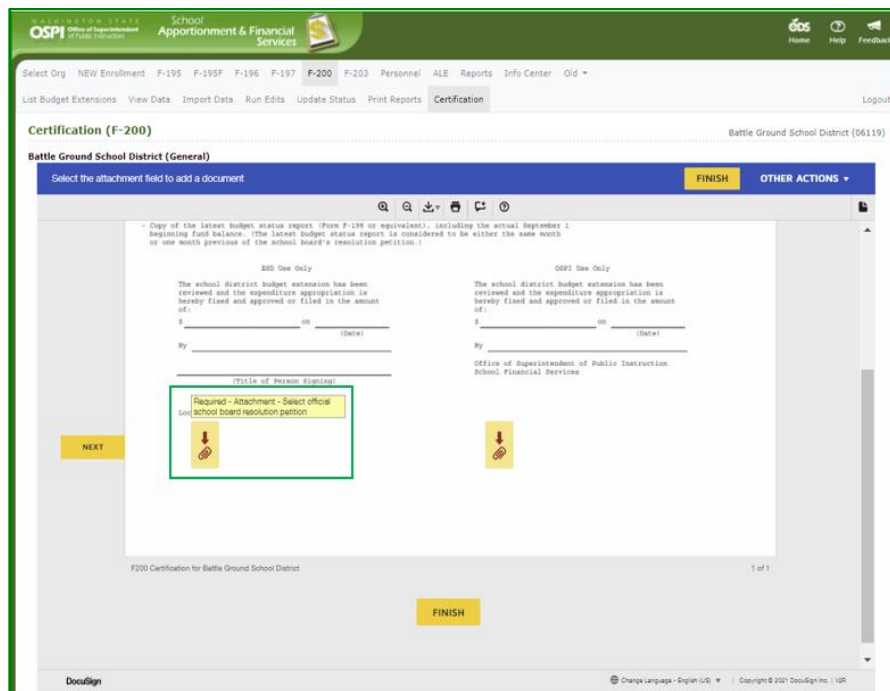 WASHINGTON STATE
OSPI Office of Superintendent of Public Instruction
School
Apportionment & Financial
Services
eds
Home Help Feedback
Select Org NEW Enrollment F-195 F-195F F-196 F-197 F-200 F-203 Personnel ALE Reports Info Center Old
List Budget Extensions View Data Import Data Run Edits Update Status Print Reports Certification Logout
Certification (F-200) Battle Ground School District (06119)
Battle Ground School District (General)
Select the attachment field to add a document FINISH OTHER ACTIONS
- Copy of the latest budget status report (Form F-198 or equivalent), including the actual September 1
beginning fund balance. (The latest budget status report is considered to be either the same month
or one month previous of the school board's resolution petition.)
ESD Use Only OSPI Use Only
The school district budget extension has been The school district budget extension has been
reviewed and the expenditure appropriation is reviewed and the expenditure appropriation is
hereby fixed and approved or filed in the amount hereby fixed and approved or filed in the amount
of: of:
$ on $ on
(Date) (Date)
By By
Office of Superintendent of Public Instruction
School Financial Services
(Title of Person Signing)
Required - Attachment - Select official
school board resolution petition
NEXT
F200 Certification for Battle Ground School District 1 of 1
FINISH
DocuSign Change Language - English (US) | Copyright © 2021 DocuSign Inc. | V2R